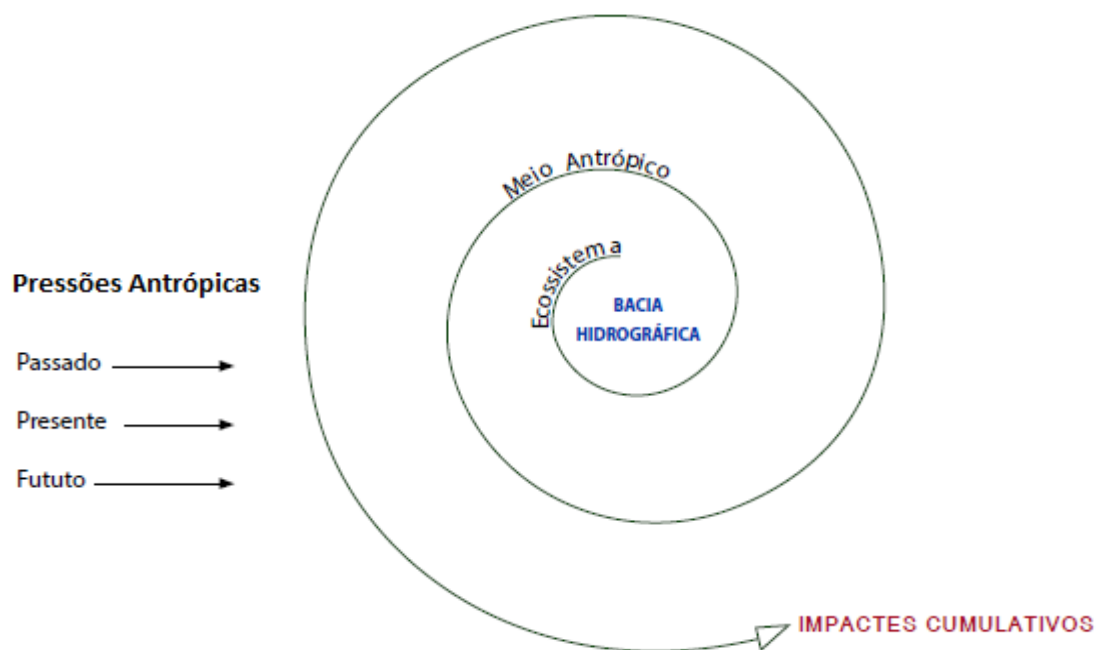 Meio Antrópico
Ecossistema
Pressões Antrópicas
BACIA
HIDROGRÁFICA
Passado
Presente
Fututo
IMPACTES CUMULATIVOS